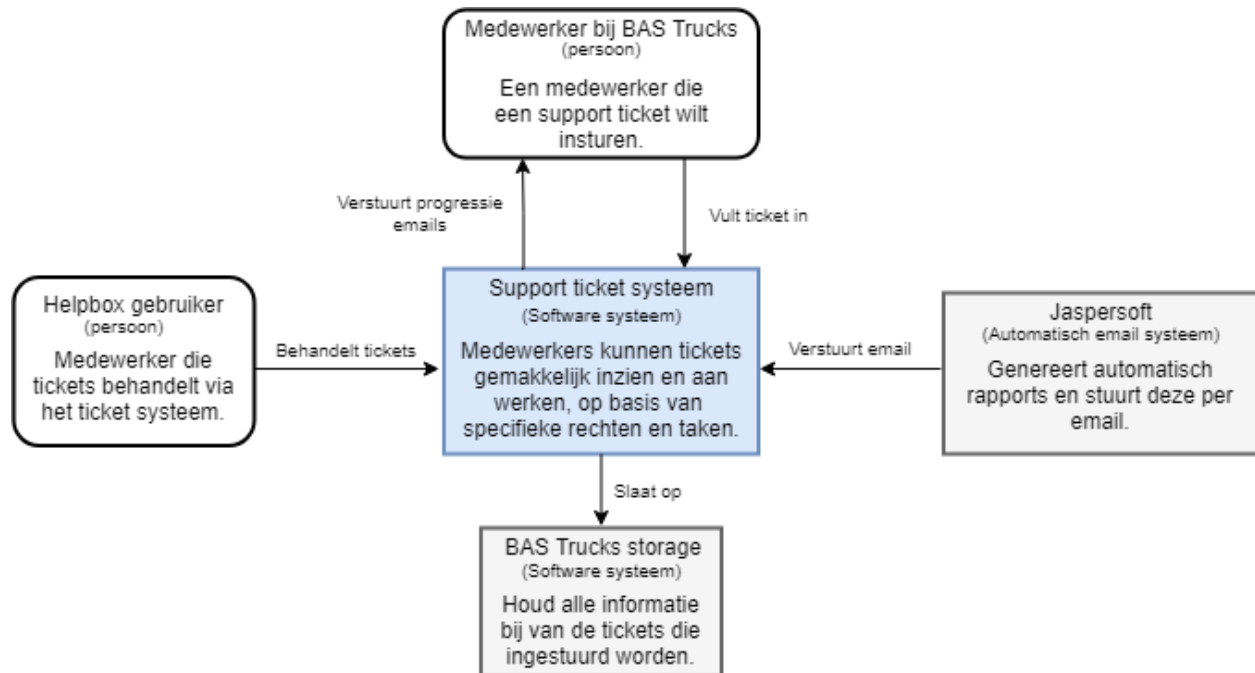 Medewerker bij BAS Trucks
(persoon)
Een medewerker die
een support ticket wilt
insturen.
Verstuurt progressie
emails
Vult ticket in
Helpbox gebruiker
(persoon)
Medewerker die
tickets behandelt via
het ticket systeem.
Behandelt tickets
Support ticket systeem
(Software systeem)
Medewerkers kunnen tickets
gemakkelijk inzien en aan
werken, op basis van
specifieke rechten en taken.
Verstuurt email
Jaspersoft
(Automatisch email systeem)
Genereert automatisch
rapports en stuurt deze per
email.
Slaat op
BAS Trucks storage
(Software systeem)
Houd alle informatie
bij van de tickets die
ingestuurd worden.